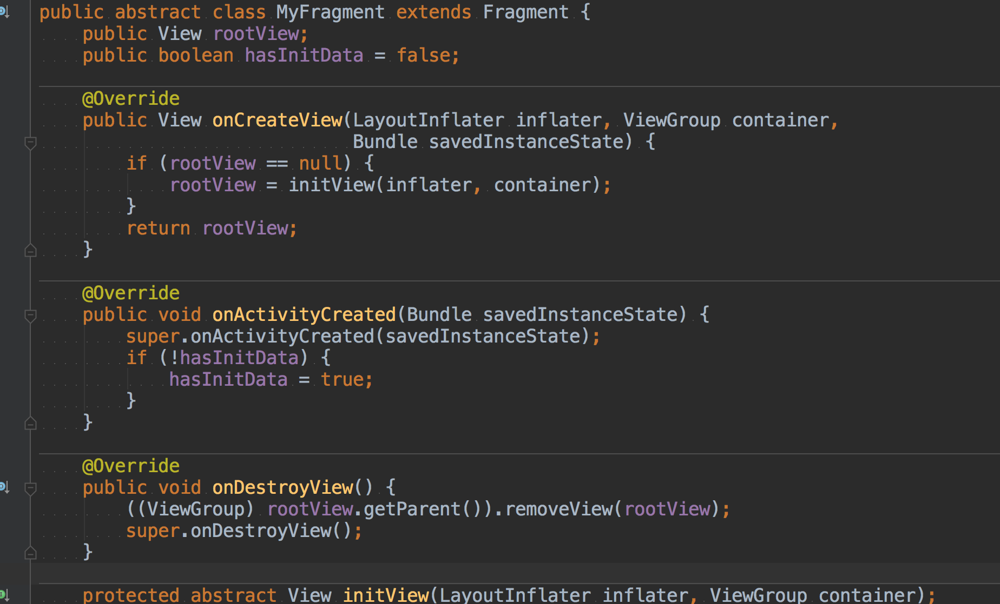 public abstract class MyFragment extends Fragment {
    public View rootView;
    public boolean hasInitData = false;

    @Override
    public View onCreateView(LayoutInflater inflater, ViewGroup container,
                             Bundle savedInstanceState) {
        if (rootView == null) {
            rootView = initView(inflater, container);
        }
        return rootView;
    }

    @Override
    public void onActivityCreated(Bundle savedInstanceState) {
        super.onActivityCreated(savedInstanceState);
        if (!hasInitData) {
            hasInitData = true;
        }
    }

    @Override
    public void onDestroyView() {
        ((ViewGroup) rootView.getParent()).removeView(rootView);
        super.onDestroyView();
    }

    protected abstract View initView(LayoutInflater inflater, ViewGroup container);